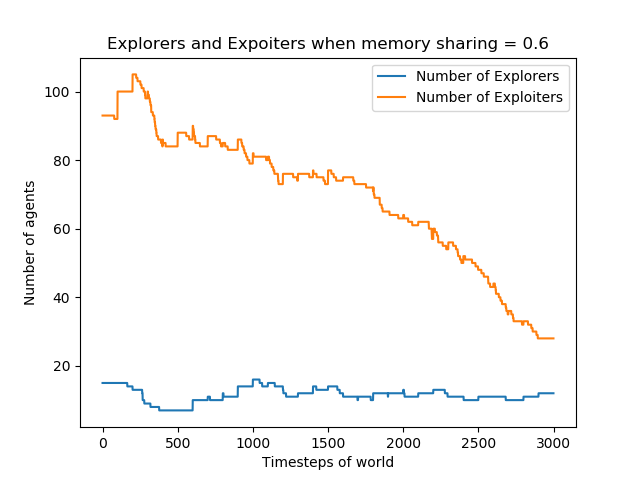 Explorers and Expoiters when memory sharing = 0.6
Number of Explorers
Number of Exploiters
Number of agents
100
80
60
40
20
0
500
1000
1500
2000
2500
3000
Timesteps of world